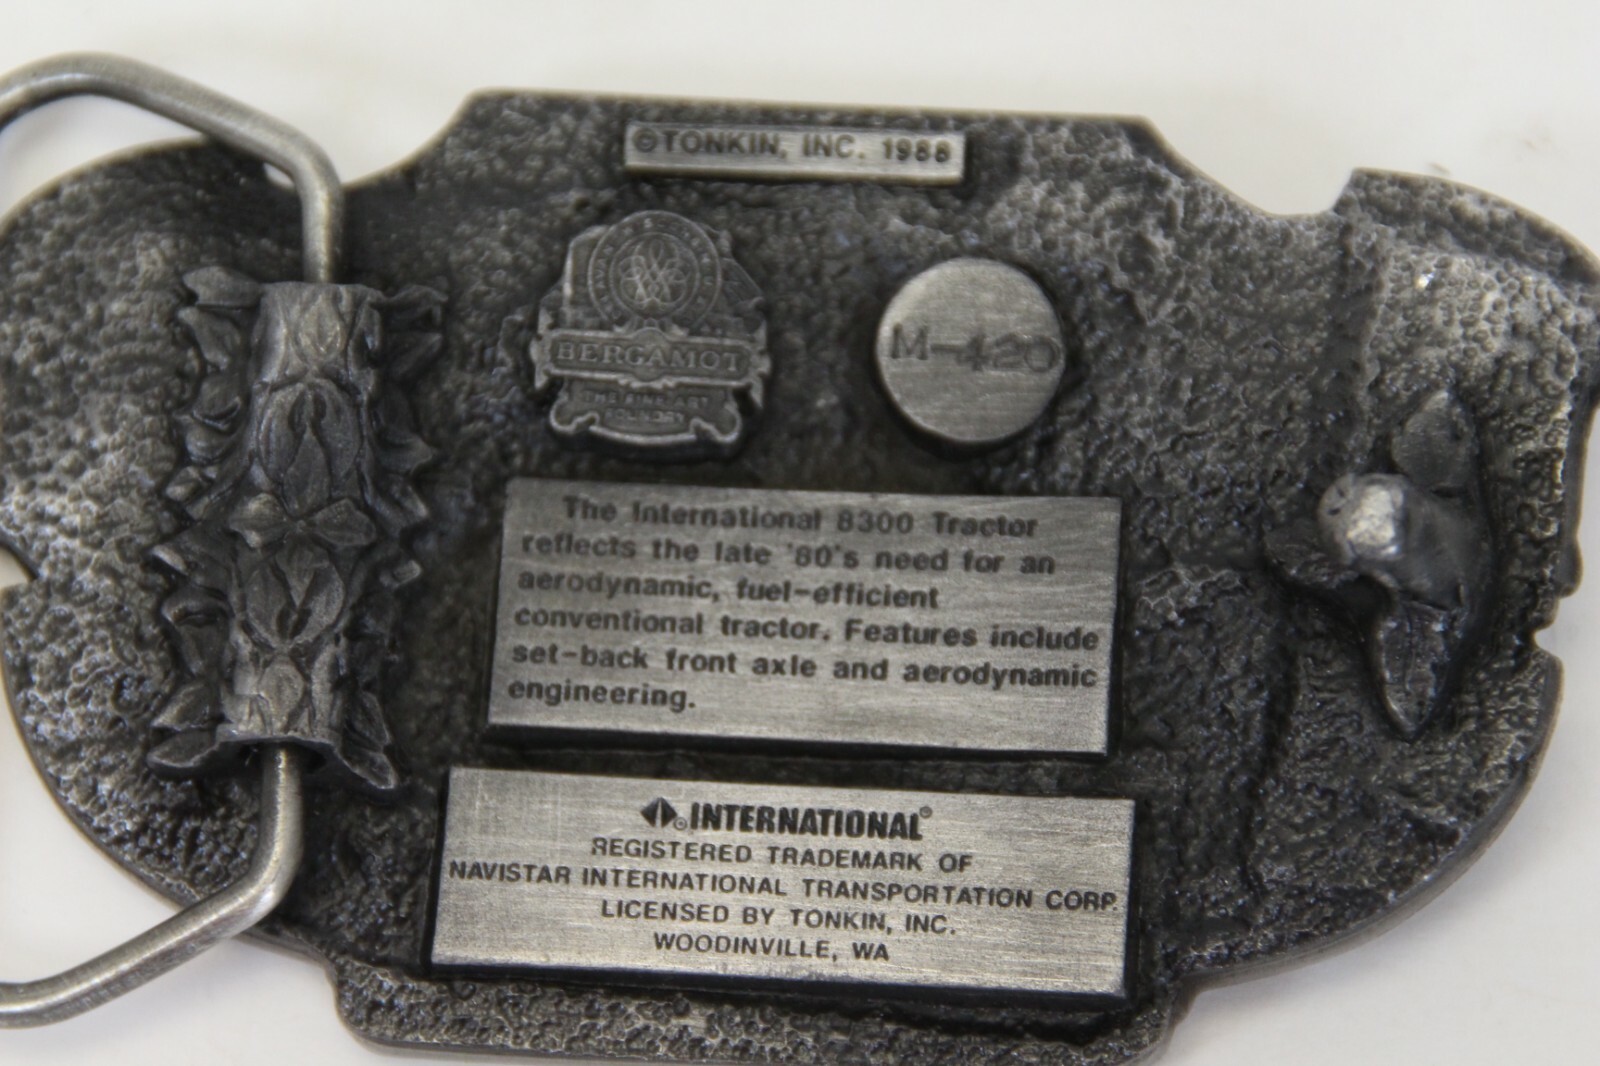 ©TONKIN, INC. 1988
BERGAMOT
THE FINE ART
FOUNDRY
M-420
The International 8300 Tractor
reflects the late '80's need for an
aerodynamic, fuel-efficient
conventional tractor. Features include
set-back front axle and aerodynamic
engineering.
® INTERNATIONAL®
REGISTERED TRADEMARK OF
NAVISTAR INTERNATIONAL TRANSPORTATION CORP.
LICENSED BY TONKIN, INC.
WOODINVILLE, WA